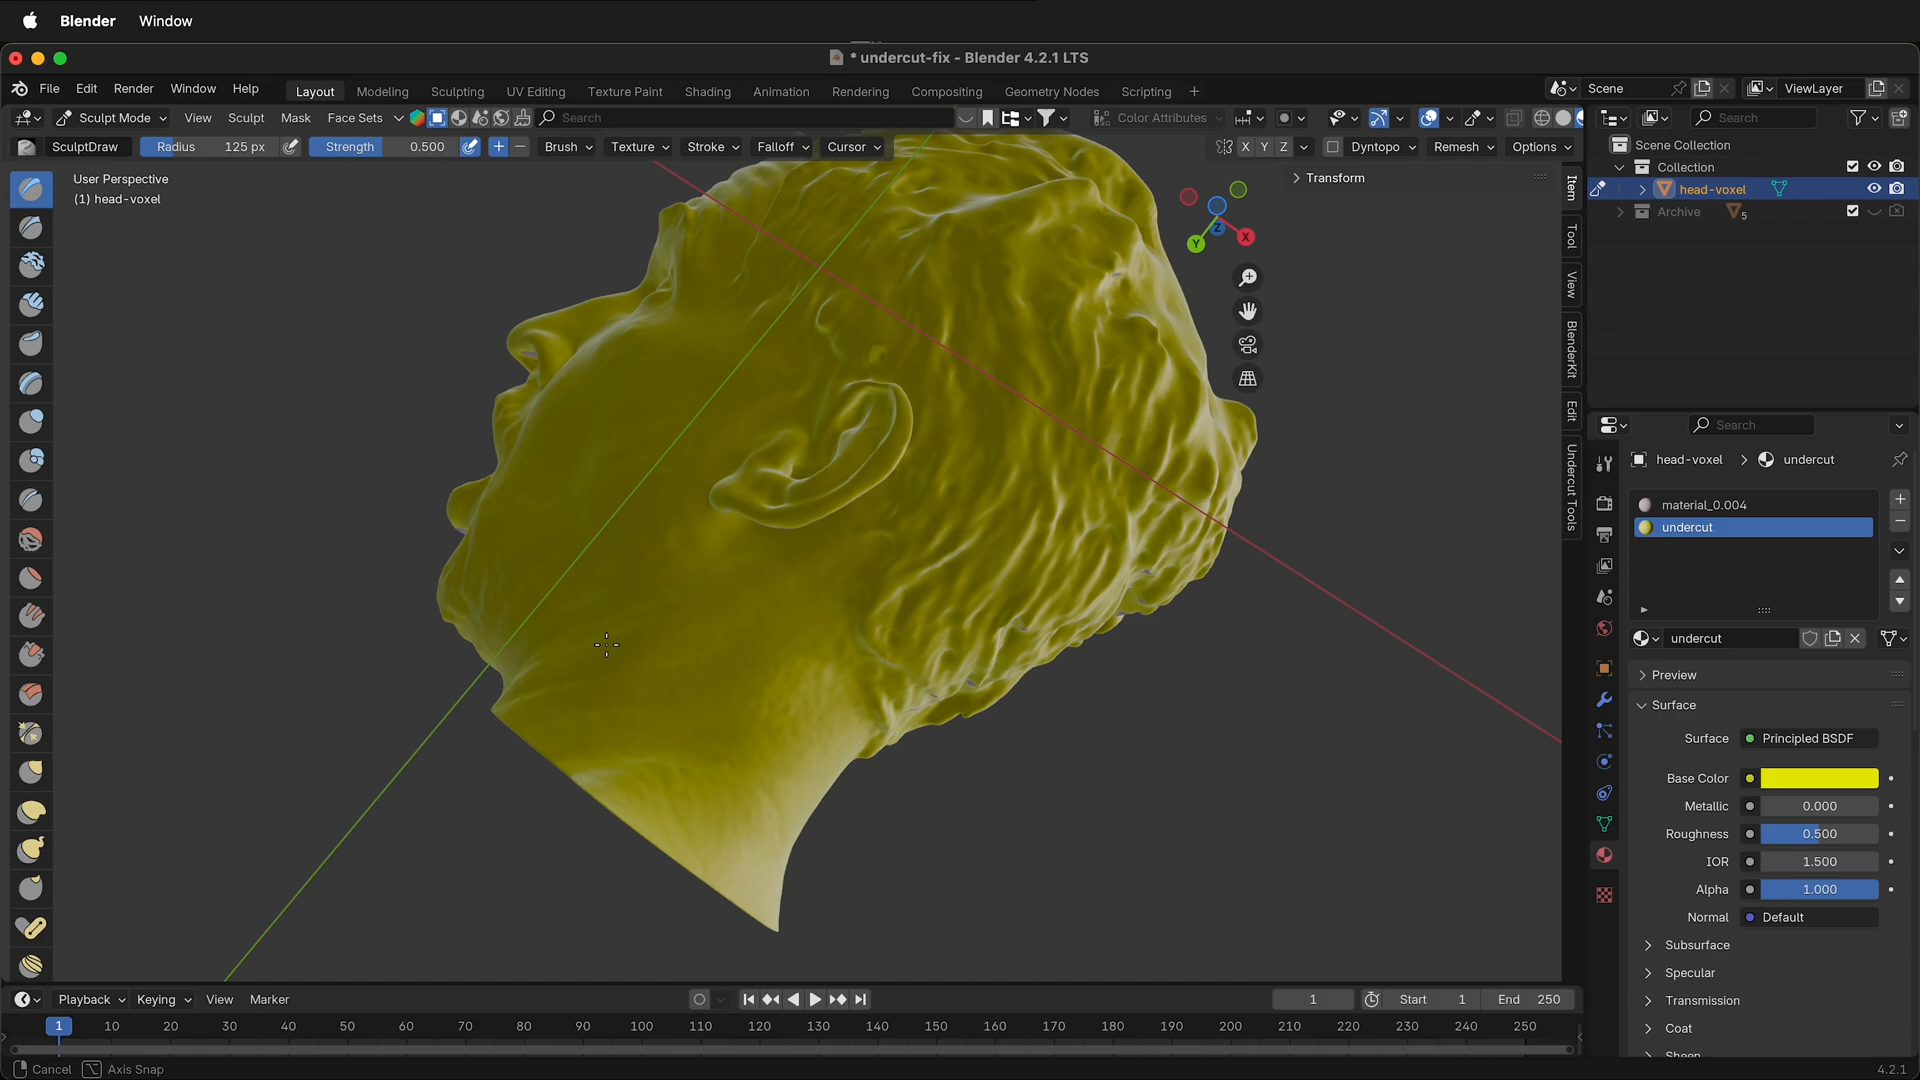 Blender Window
* undercut-fix - Blender 4.2.1 LTS
File Edit Render Window Help Layout Modeling Sculpting UV Editing Texture Paint Shading Animation Rendering Compositing Geometry Nodes Scripting + Scene ViewLayer
Sculpt Mode View Sculpt Mask Face Sets Search Color Attributes Search
SculptDraw Radius 125 px Strength 0.500 Brush Texture Stroke Falloff Cursor X Y Z Dyntopo Remesh Options
Scene Collection
Collection
head-voxel
Archive 5
User Perspective
(1) head-voxel
Transform
X
Y
Z
Item
Tool
View
BlenderKit
Edit
Undercut Tools
Search
head-voxel > undercut
material_0.004
undercut
undercut
Preview
Surface
Surface Principled BSDF
Base Color
Metallic 0.000
Roughness 0.500
IOR 1.500
Alpha 1.000
Normal Default
Subsurface
Specular
Transmission
Coat
Sheen
Playback Keying View Marker 1 Start 1 End 250
1 10 20 30 40 50 60 70 80 90 100 110 120 130 140 150 160 170 180 190 200 210 220 230 240 250
Cancel Axis Snap 4.2.1